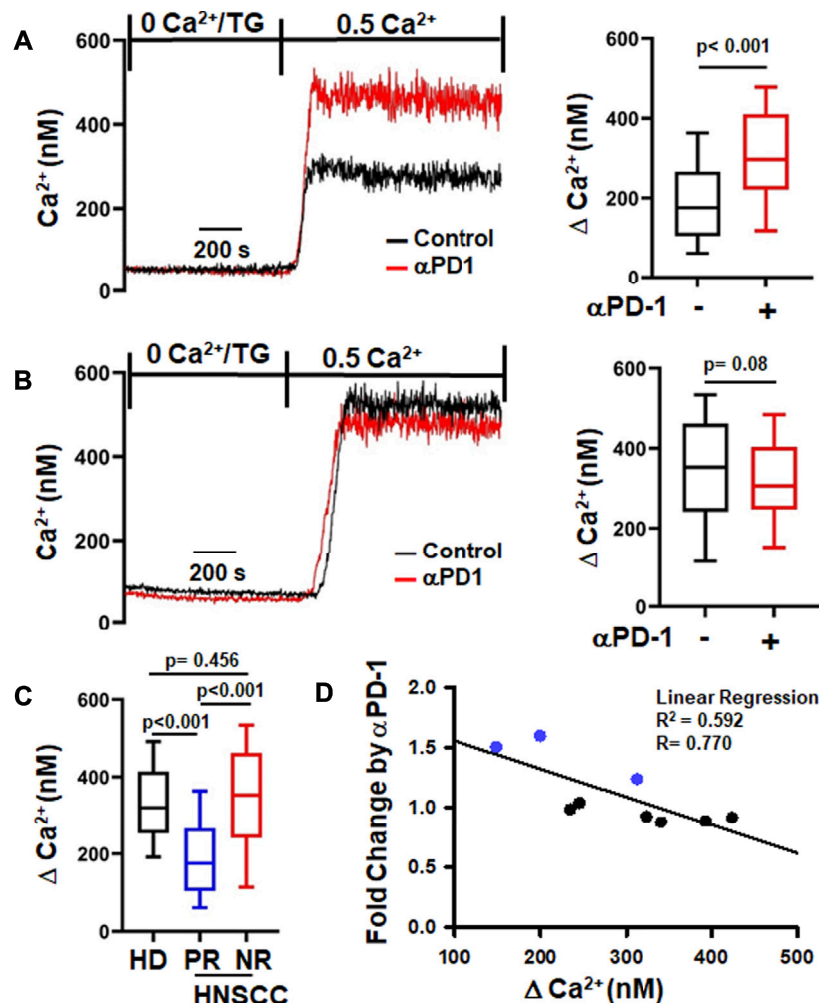 A
0 Ca²⁺/TG
0.5 Ca²⁺
600
400
200
0
Ca²⁺ (nM)
200 s
Control
αPD1
600
400
200
0
Δ Ca²⁺ (nM)
p< 0.001
αPD-1 - +
B
0 Ca²⁺/TG
0.5 Ca²⁺
600
400
200
0
Ca²⁺ (nM)
200 s
Control
αPD1
600
400
200
0
Δ Ca²⁺ (nM)
p= 0.08
αPD-1 - +
C
p= 0.456
p<0.001
p<0.001
600
400
200
0
Δ Ca²⁺ (nM)
HD PR NR
HNSCC
D
2.0
1.5
1.0
0.5
0.0
Fold Change by αPD-1
Linear Regression
R² = 0.592
R= 0.770
100 200 300 400 500
Δ Ca²⁺ (nM)